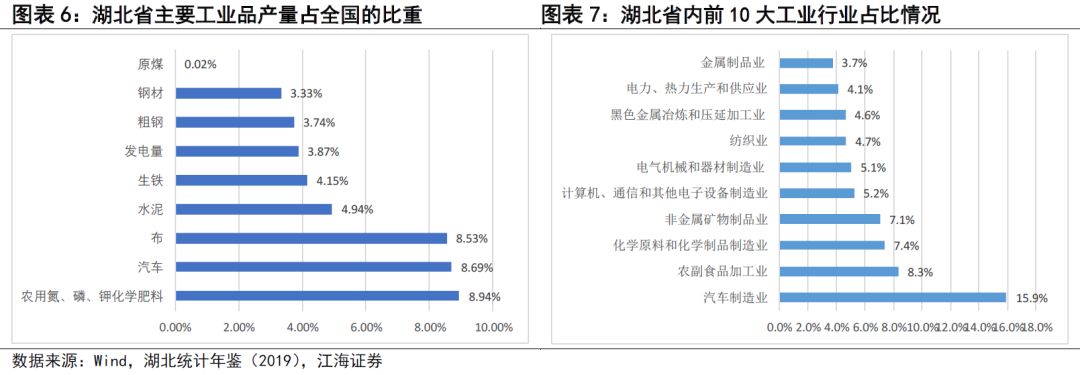 图表 6：湖北省主要工业品产量占全国的比重
原煤 0.02%
钢材 3.33%
粗钢 3.74%
发电量 3.87%
生铁 4.15%
水泥 4.94%
布 8.53%
汽车 8.69%
农用氮、磷、钾化学肥料 8.94%
0.00% 2.00% 4.00% 6.00% 8.00% 10.00%
图表 7：湖北省内前 10 大工业行业占比情况
金属制品业 3.7%
电力、热力生产和供应业 4.1%
黑色金属冶炼和压延加工业 4.6%
纺织业 4.7%
电气机械和器材制造业 5.1%
计算机、通信和其他电子设备制造业 5.2%
非金属矿物制品业 7.1%
化学原料和化学制品制造业 7.4%
农副食品加工业 8.3%
汽车制造业 15.9%
0.0% 2.0% 4.0% 6.0% 8.0% 10.0% 12.0% 14.0% 16.0% 18.0%
数据来源：Wind，湖北统计年鉴（2019），江海证券